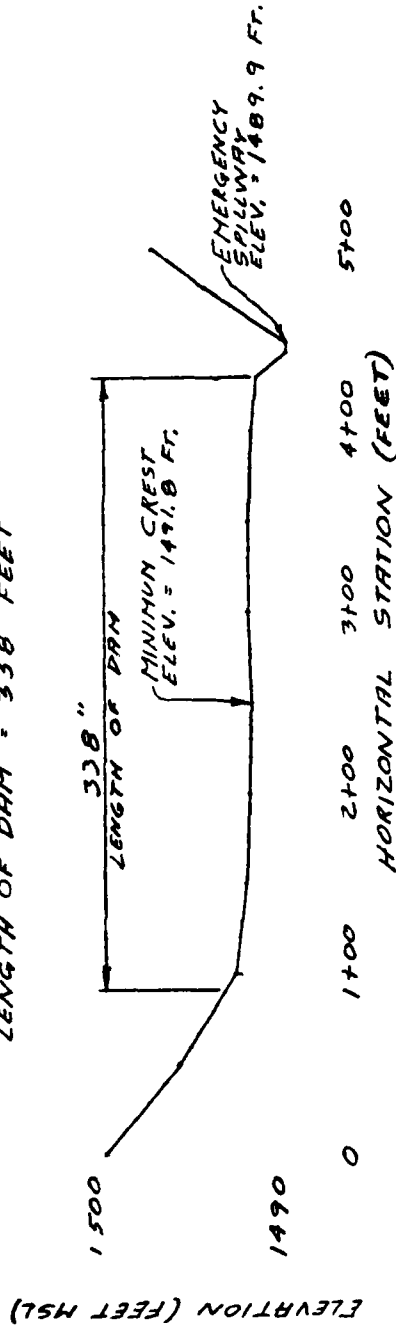 LENGTH OF DAM = 338 FEET
338"
LENGTH OF DAM
MINIMUM CREST
ELEV. = 1491.8 FT.
EMERGENCY
SPILLWAY
ELEV. = 1489.9 FT.
1500
1490
ELEVATION (FEET MSL)
0
1+00
2+00
3+00
4+00
5+00
HORIZONTAL STATION (FEET)